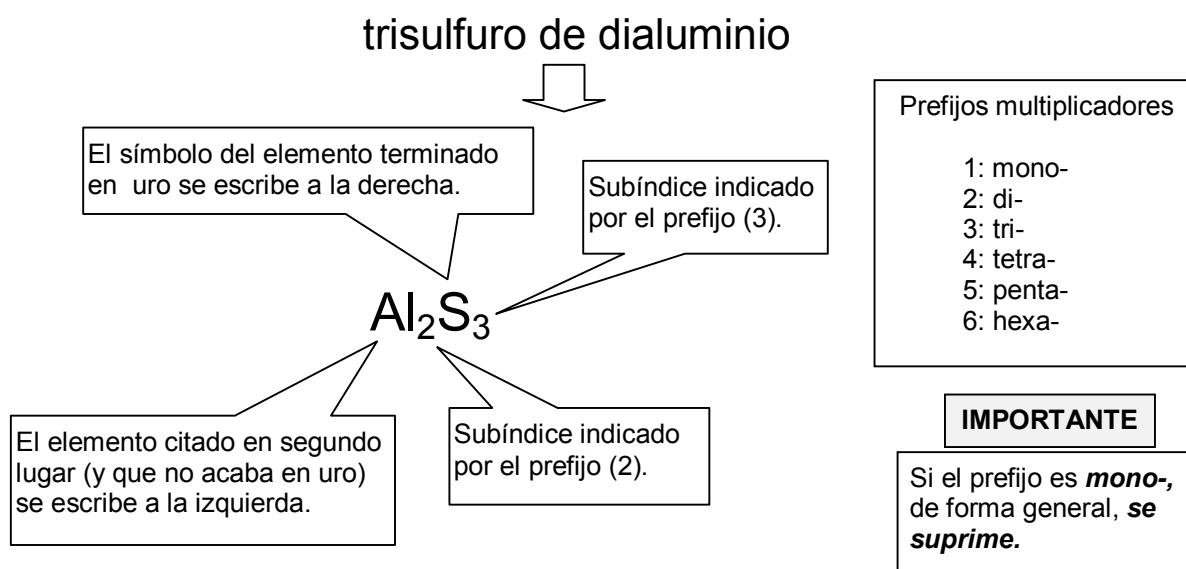 trisulfuro de dialuminio
El símbolo del elemento terminado
en uro se escribe a la derecha.
Subíndice indicado
por el prefijo (3).
Al₂S₃
El elemento citado en segundo
lugar (y que no acaba en uro)
se escribe a la izquierda.
Subíndice indicado
por el prefijo (2).
Prefijos multiplicadores
1: mono-
2: di-
3: tri-
4: tetra-
5: penta-
6: hexa-
IMPORTANTE
Si el prefijo es mono-,
de forma general, se
suprime.